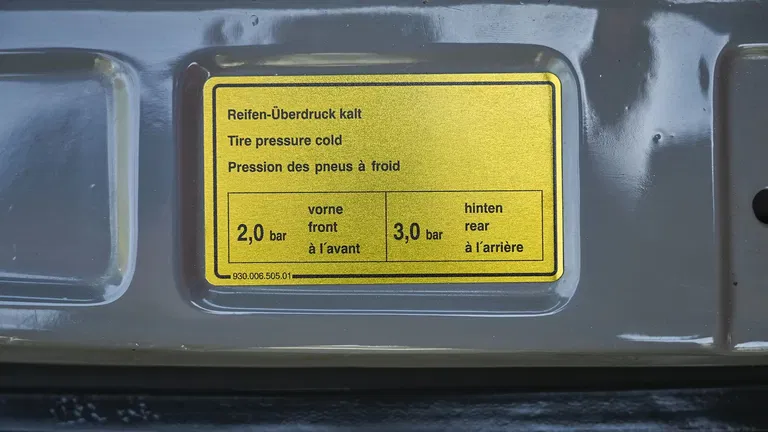 Reifen-Überdruck kalt
Tire pressure cold
Pression des pneus à froid
2,0 bar
vorne
front
à l´avant
3,0 bar
hinten
rear
à l´arrière
930.006.505.01